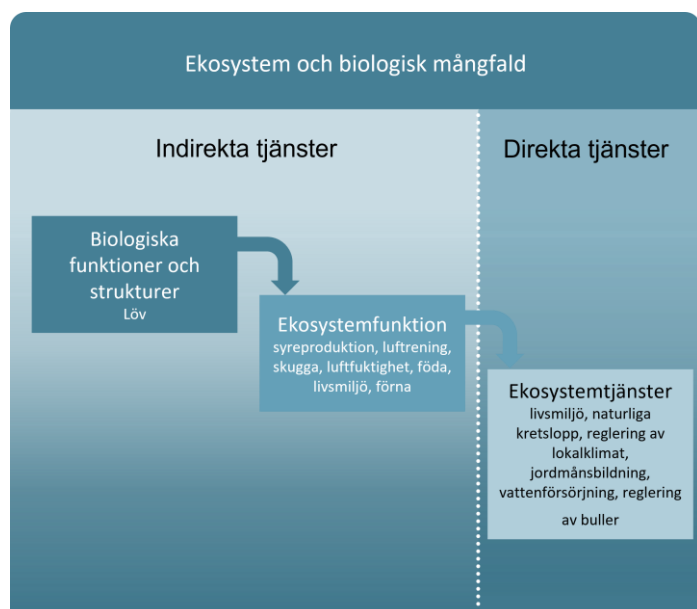 Ekosystem och biologisk mångfald
Indirekta tjänster
Direkta tjänster
Biologiska
funktioner och
strukturer
Löv
Ekosystemfunktion
syreproduktion, luftrening,
skugga, luftfuktighet, föda,
livsmiljö, förna
Ekosystemtjänster
livsmiljö, naturliga
kretslopp, reglering av
lokalklimat,
jordmånsbildning,
vattenförsörjning, reglering
av buller